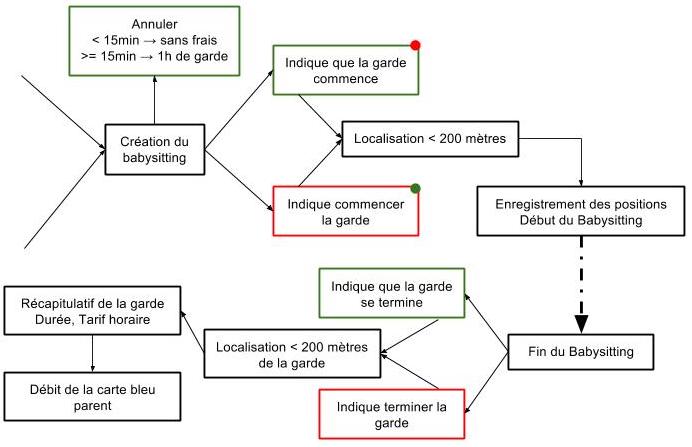 Annuler
< 15min → sans frais
>= 15min → 1h de garde
Indique que la garde
commence
Création du
babysitting
Localisation < 200 mètres
Indique commencer
la garde
Enregistrement des positions
Début du Babysitting
Indique que la garde
se termine
Récapitulatif de la garde
Durée, Tarif horaire
Localisation < 200 mètres
de la garde
Fin du Babysitting
Débit de la carte bleu
parent
Indique terminer la
garde